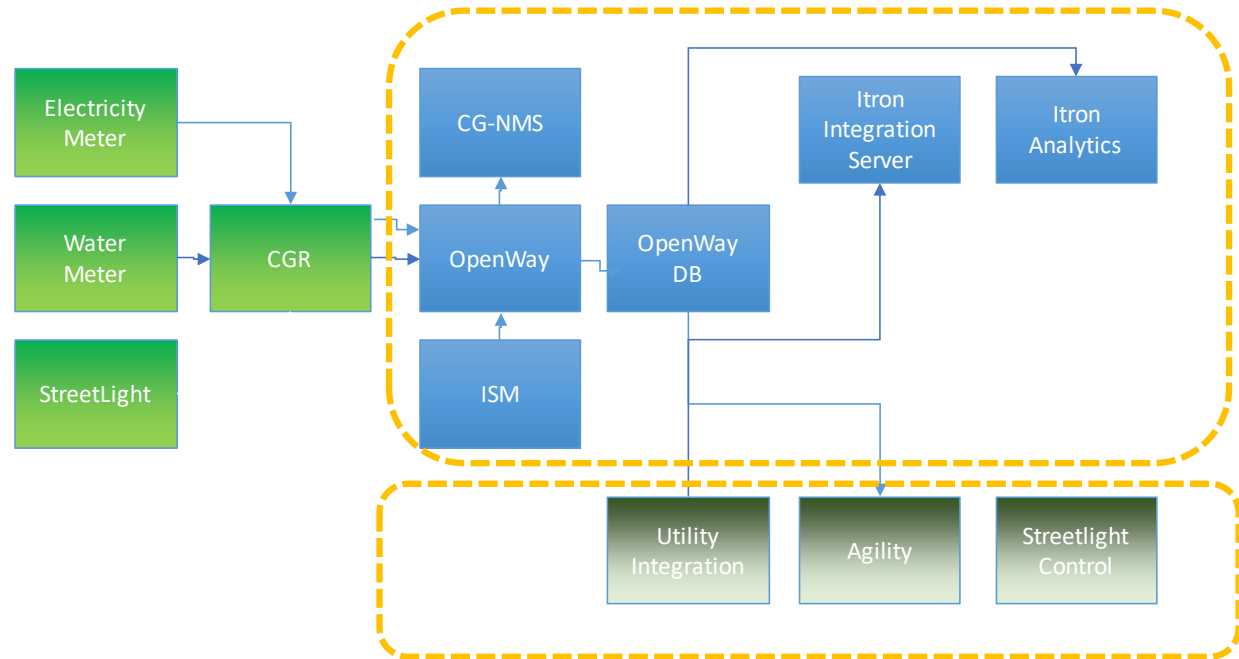 Electricity
Meter
CG-NMS
Itron
Integration
Server
Itron
Analytics
Water
Meter
CGR
OpenWay
OpenWay
DB
StreetLight
ISM
Utility
Integration
Agility
Streetlight
Control